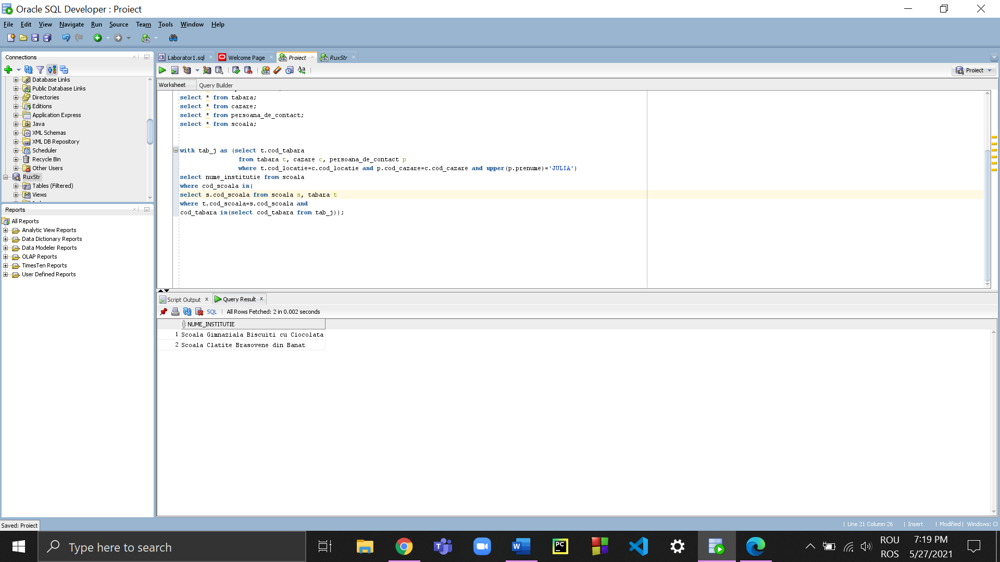 Oracle SQL Developer : Proiect
File Edit View Navigate Run Source Team Tools Window Help
Connections
Database Links
Public Database Links
Directories
Editions
Application Express
Java
XML Schemas
XML DB Repository
Scheduler
Recycle Bin
Other Users
RuxStr
Tables (Filtered)
Views
Reports
All Reports
Analytic View Reports
Data Dictionary Reports
Data Modeler Reports
OLAP Reports
TimesTen Reports
User Defined Reports
Laborator1.sql Welcome Page Proiect RuxStr
Proiect
Worksheet Query Builder
select * from tabara;
select * from cazare;
select * from persoana_de_contact;
select * from scoala;
with tab_j as (select t.cod_tabara
from tabara t, cazare c, persoana_de_contact p
where t.cod_locatie=c.cod_locatie and p.cod_cazare=c.cod_cazare and upper(p.prenume)='JULIA')
select nume_institutie from scoala
where cod_scoala in(
select s.cod_scoala from scoala s, tabara t
where t.cod_scoala=s.cod_scoala and
cod_tabara in(select cod_tabara from tab_j));
Script Output Query Result
SQL | All Rows Fetched: 2 in 0.002 seconds
NUME_INSTITUTIE
1 Scoala Gimnaziala Biscuiti cu Ciocolata
2 Scoala Clatite Brasovene din Banat
Saved: Proiect
| Line 21 Column 26 | Insert | Modified | Windows: Cl
Type here to search
ROU
ROS
7:19 PM
5/27/2021